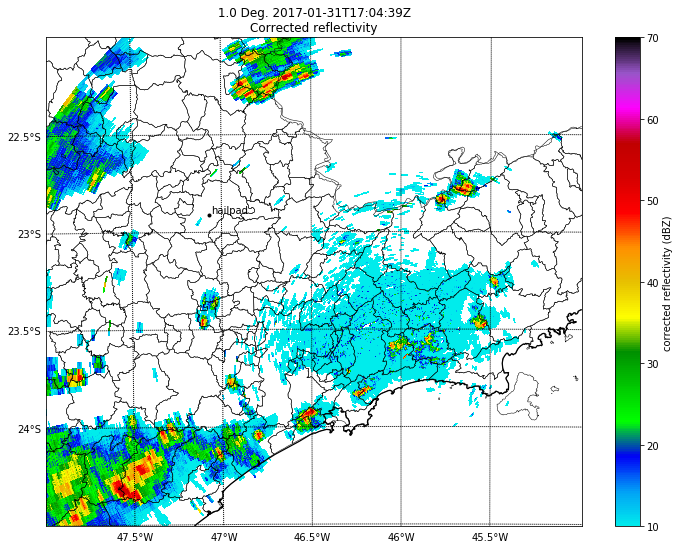 1.0 Deg. 2017-01-31T17:04:39Z
Corrected reflectivity
22.5°S
23°S
23.5°S
24°S
hailpad
47.5°W
47°W
46.5°W
46°W
45.5°W
70
60
50
40
30
20
10
corrected reflectivity (dBZ)